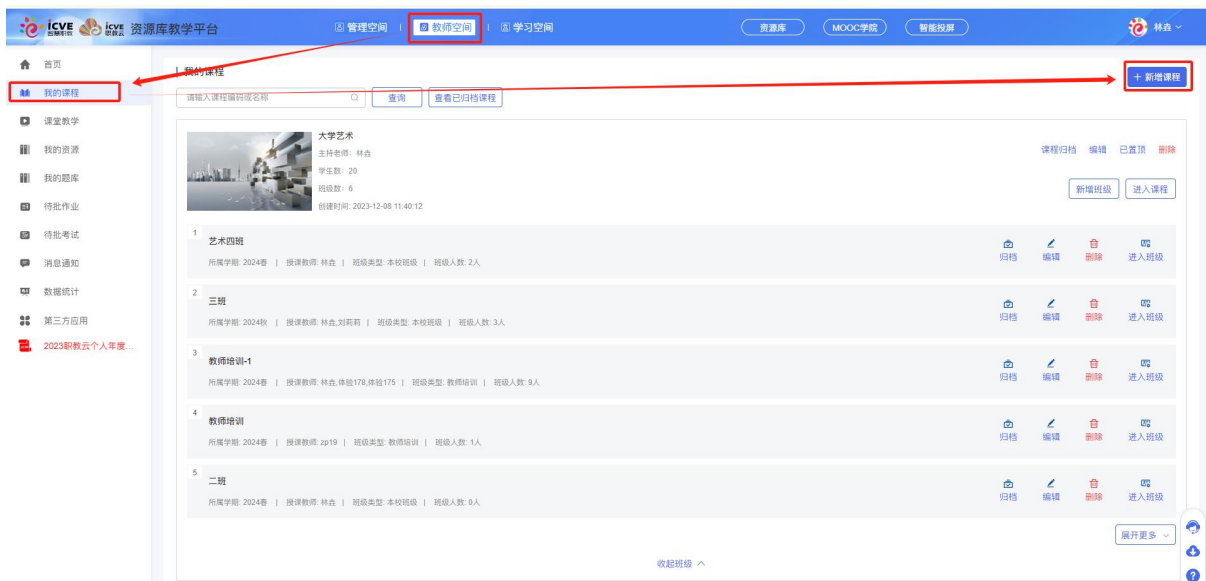 icve 智慧职教 icve 职教云 资源库教学平台 管理空间 | 教师空间 | 学习空间 资源库 MOOC学院 智能投屏 林垚
首页
我的课程
课堂教学
我的资源
我的题库
待批作业
待批考试
消息通知
数据统计
第三方应用
2023职教云个人年度...
我的课程
+ 新增课程
请输入课程编码或名称 查询 查看已归档课程
大学艺术
主持老师: 林垚
学生数: 20
班级数: 6
创建时间: 2023-12-08 11:40:12
课程归档 编辑 已置顶 删除
新增班级 进入课程
1 艺术四班
所属学期: 2024春 | 授课教师: 林垚 | 班级类型: 本校班级 | 班级人数: 2人
归档 编辑 删除 进入班级
2 三班
所属学期: 2024秋 | 授课教师: 林垚,刘莉莉 | 班级类型: 本校班级 | 班级人数: 3人
归档 编辑 删除 进入班级
3 教师培训-1
所属学期: 2024春 | 授课教师: 林垚,体验178,体验175 | 班级类型: 教师培训 | 班级人数: 9人
归档 编辑 删除 进入班级
4 教师培训
所属学期: 2024春 | 授课教师: zp19 | 班级类型: 教师培训 | 班级人数: 1人
归档 编辑 删除 进入班级
5 二班
所属学期: 2024春 | 授课教师: 林垚 | 班级类型: 本校班级 | 班级人数: 0人
归档 编辑 删除 进入班级
展开更多
收起班级